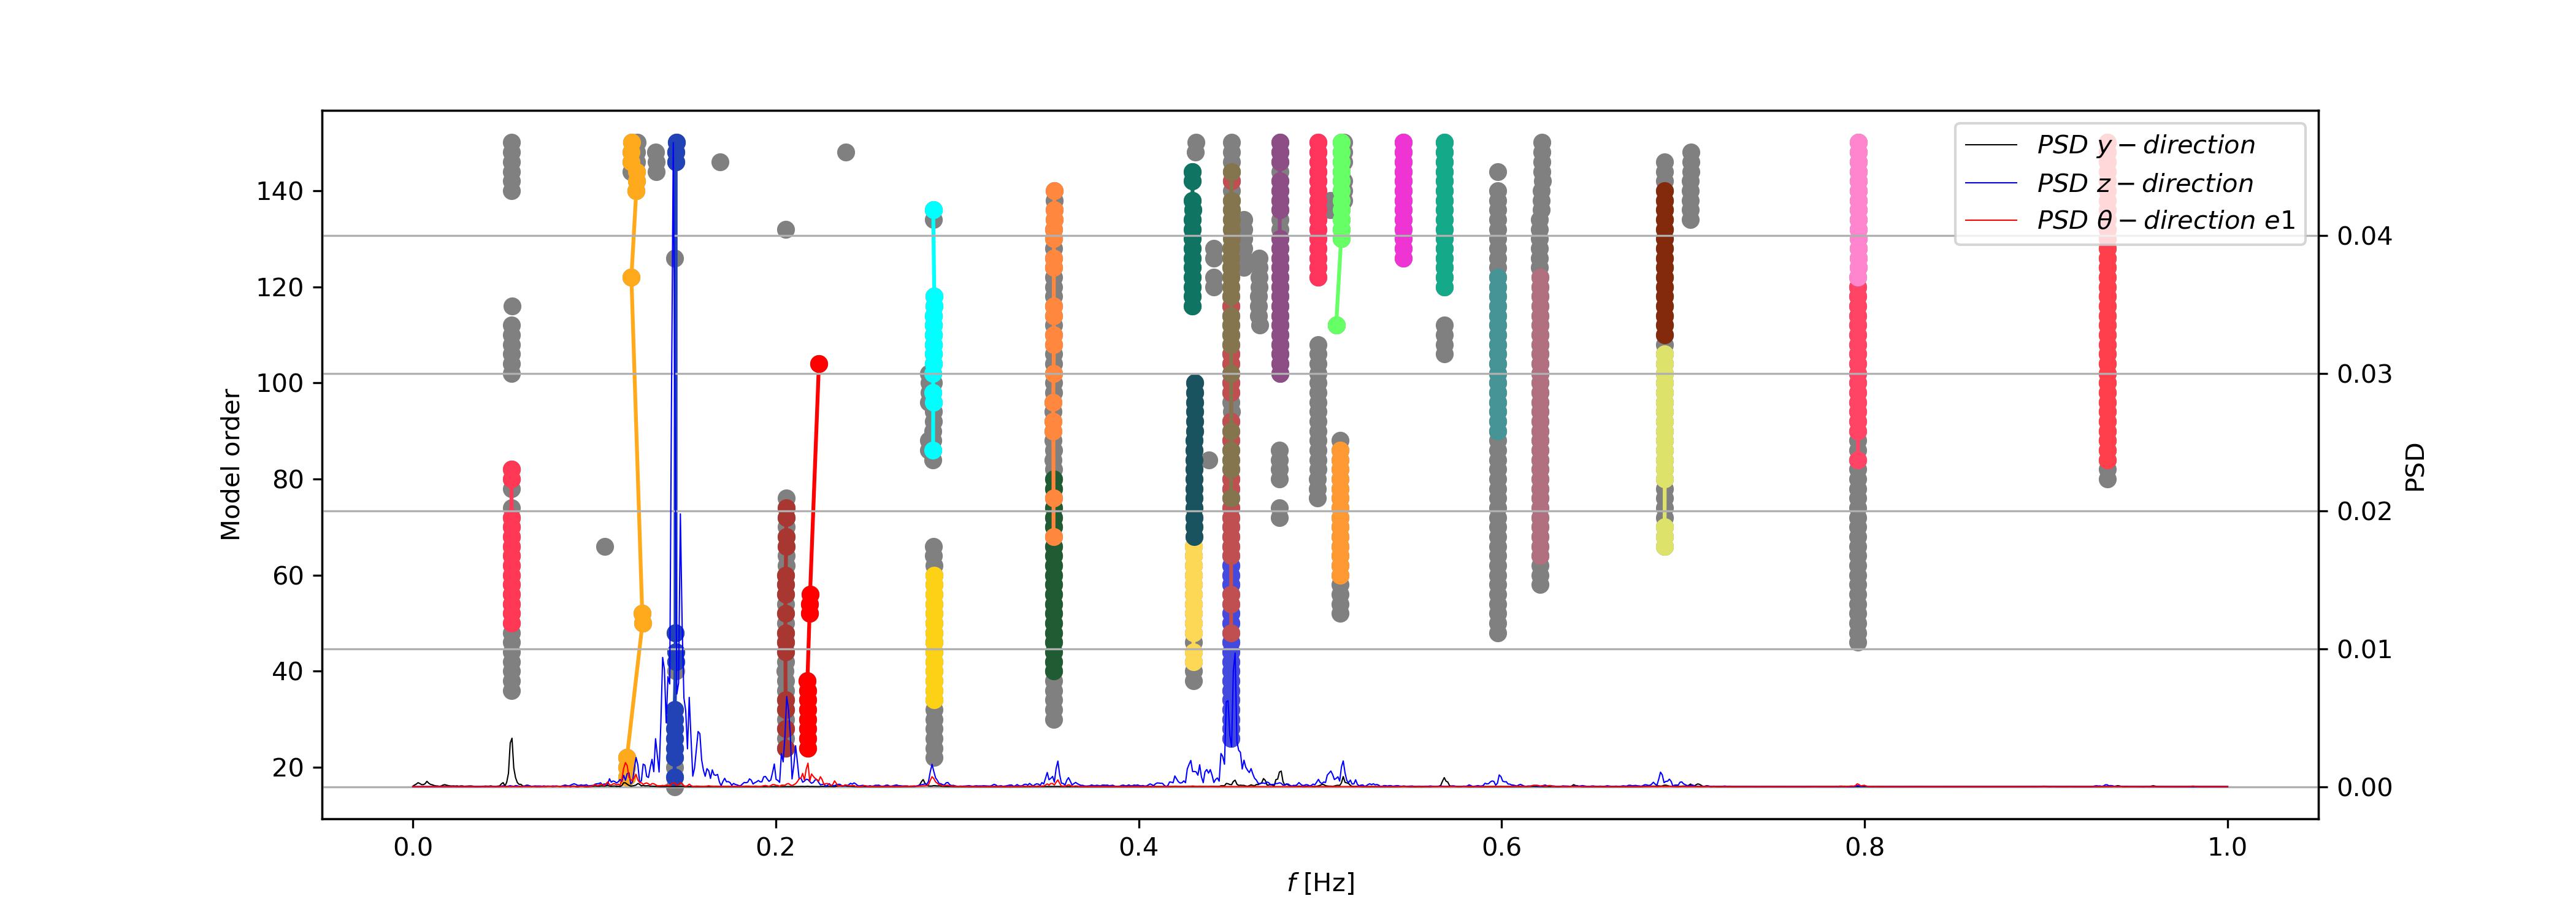 PSD y − direction
PSD z − direction
PSD θ − direction e1
140
120
100
80
60
40
20
Model order
0.04
0.03
0.02
0.01
0.00
PSD
0.0 0.2 0.4 0.6 0.8 1.0
f [Hz]